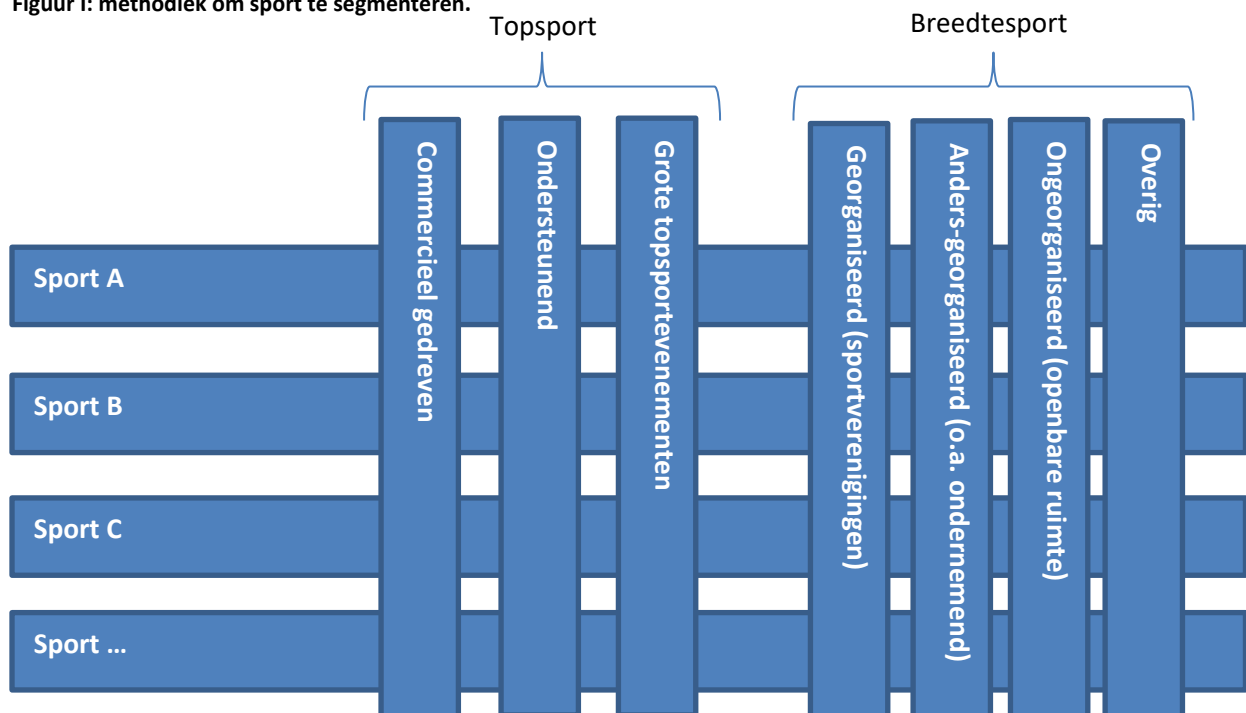 Figuur I: methodiek om sport te segmenteren.
Topsport
Breedtesport
Commercieel gedreven
Ondersteunend
Grote topsportevenementen
Georganiseerd (sportverenigingen)
Anders-georganiseerd (o.a. ondernemend)
Ongeorganiseerd (openbare ruimte)
Overig
Sport A
Sport B
Sport C
Sport ...